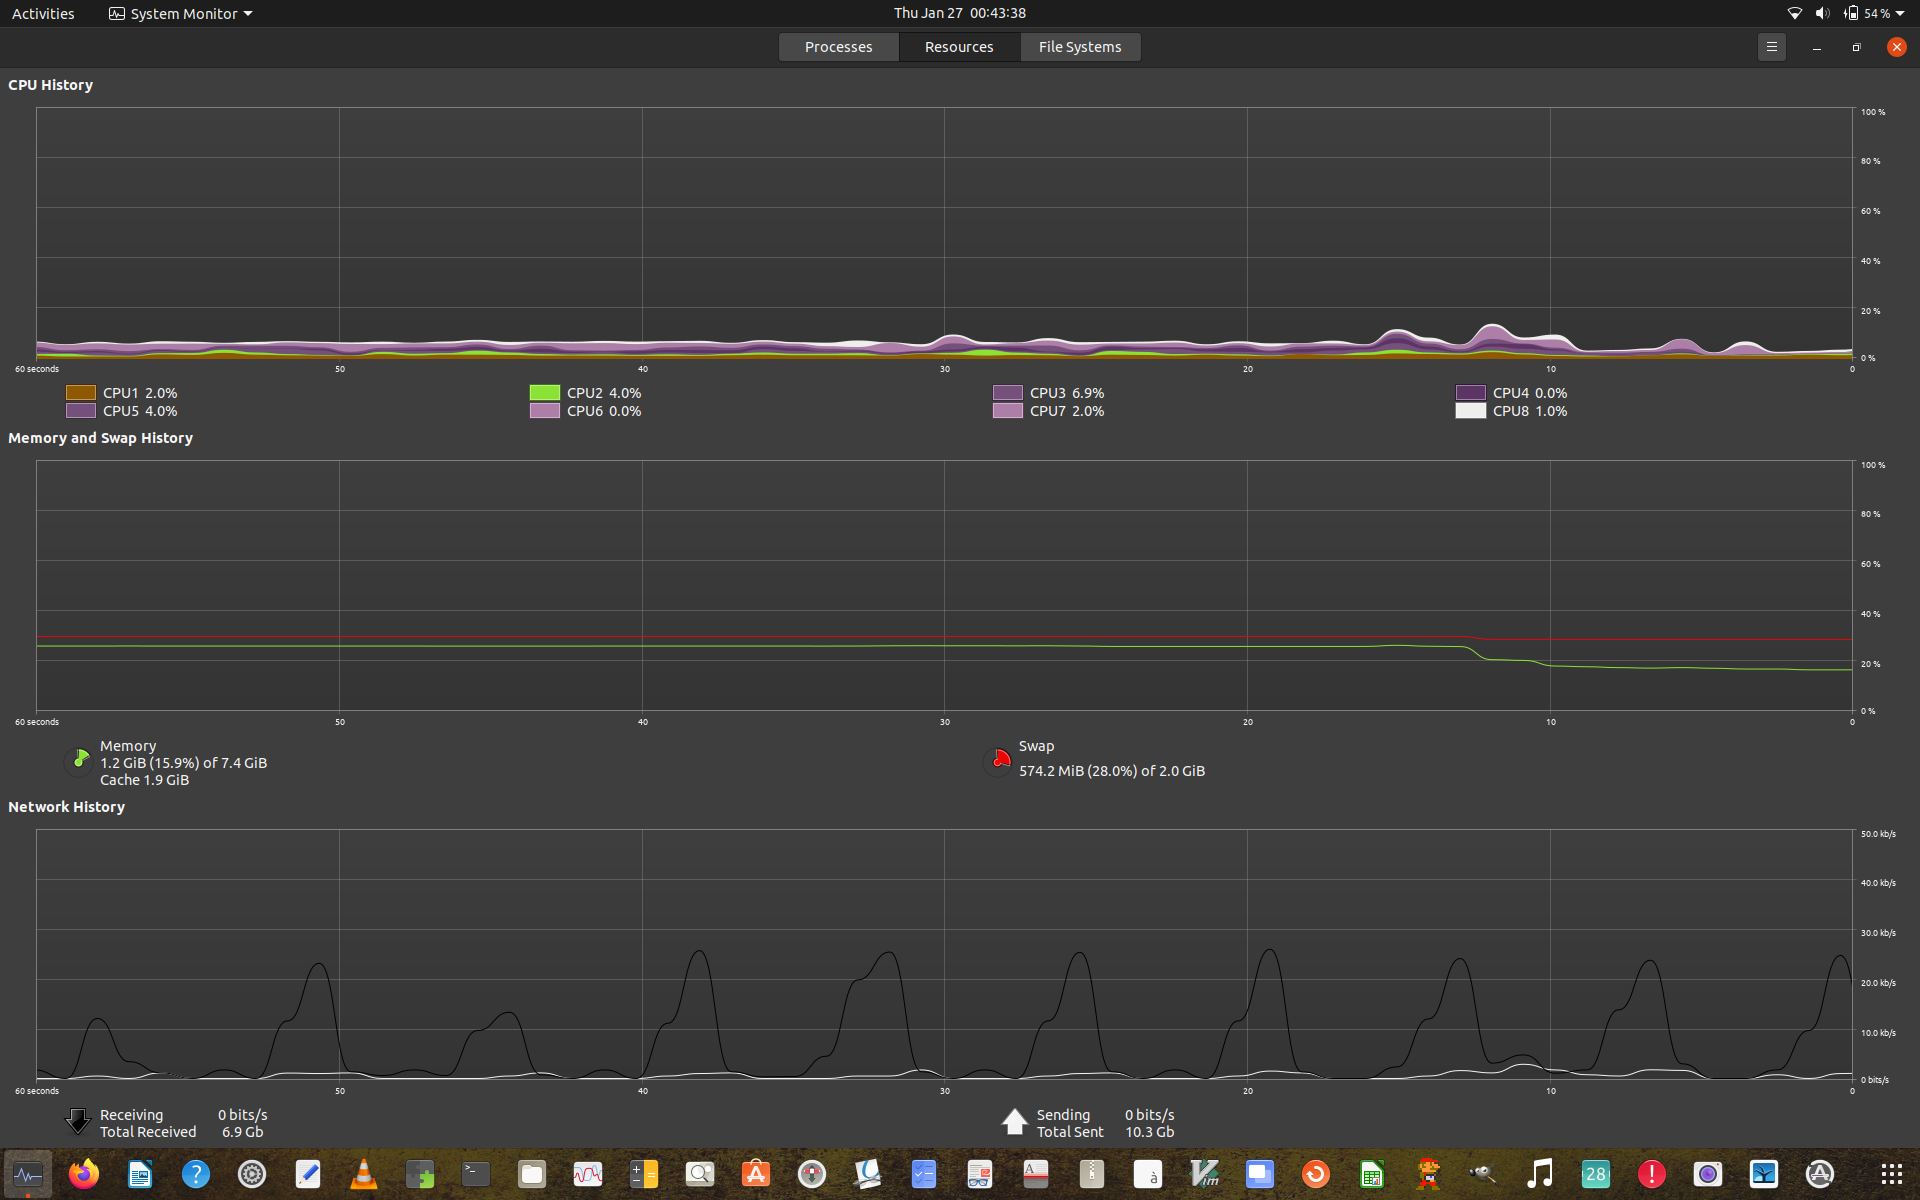 Activities System Monitor Thu Jan 27 00:43:38 54 %
Processes Resources File Systems
CPU History
100 %
80 %
60 %
40 %
20 %
0 %
60 seconds 50 40 30 20 10 0
CPU1 2.0% CPU2 4.0% CPU3 6.9% CPU4 0.0%
CPU5 4.0% CPU6 0.0% CPU7 2.0% CPU8 1.0%
Memory and Swap History
100 %
80 %
60 %
40 %
20 %
0 %
60 seconds 50 40 30 20 10 0
Memory
1.2 GiB (15.9%) of 7.4 GiB
Cache 1.9 GiB
Swap
574.2 MiB (28.0%) of 2.0 GiB
Network History
50.0 kb/s
40.0 kb/s
30.0 kb/s
20.0 kb/s
10.0 kb/s
0 bits/s
60 seconds 50 40 30 20 10 0
Receiving 0 bits/s
Total Received 6.9 Gb
Sending 0 bits/s
Total Sent 10.3 Gb
? >_ A à Vim 28 !